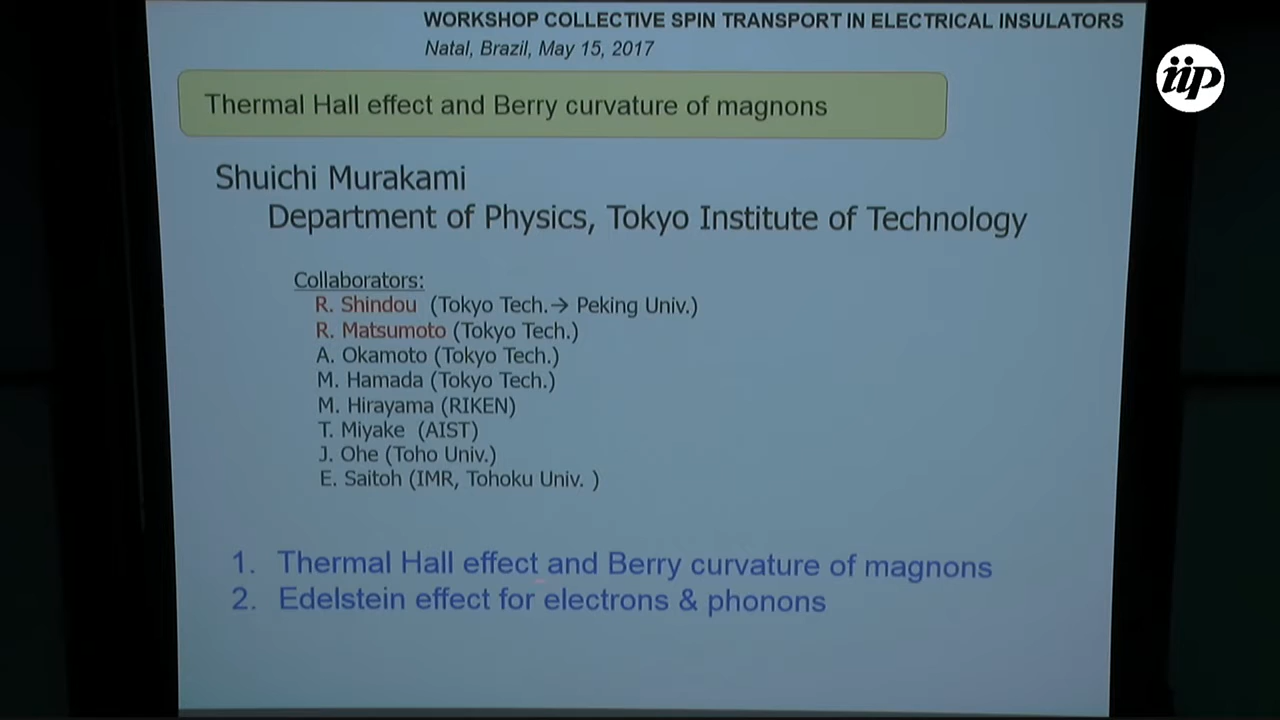 WORKSHOP COLLECTIVE SPIN TRANSPORT IN ELECTRICAL INSULATORS
Natal, Brazil, May 15, 2017
iip
Thermal Hall effect and Berry curvature of magnons
Shuichi Murakami
Department of Physics, Tokyo Institute of Technology
Collaborators:
R. Shindou (Tokyo Tech.→ Peking Univ.)
R. Matsumoto (Tokyo Tech.)
A. Okamoto (Tokyo Tech.)
M. Hamada (Tokyo Tech.)
M. Hirayama (RIKEN)
T. Miyake (AIST)
J. Ohe (Toho Univ.)
E. Saitoh (IMR, Tohoku Univ. )
1. Thermal Hall effect and Berry curvature of magnons
2. Edelstein effect for electrons & phonons